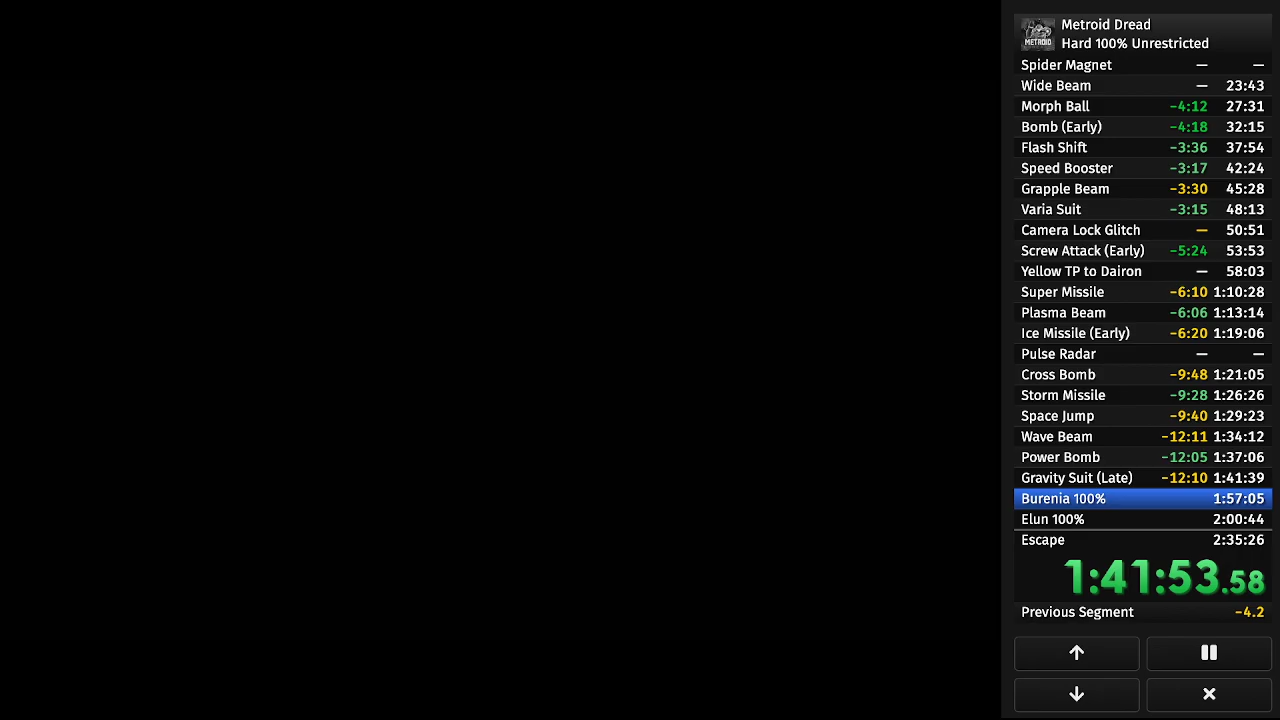 Metroid Dread
Hard 100% Unrestricted
Spider Magnet — —
Wide Beam — 23:43
Morph Ball −4:12 27:31
Bomb (Early) −4:18 32:15
Flash Shift −3:36 37:54
Speed Booster −3:17 42:24
Grapple Beam −3:30 45:28
Varia Suit −3:15 48:13
Camera Lock Glitch — 50:51
Screw Attack (Early) −5:24 53:53
Yellow TP to Dairon — 58:03
Super Missile −6:10 1:10:28
Plasma Beam −6:06 1:13:14
Ice Missile (Early) −6:20 1:19:06
Pulse Radar — —
Cross Bomb −9:48 1:21:05
Storm Missile −9:28 1:26:26
Space Jump −9:40 1:29:23
Wave Beam −12:11 1:34:12
Power Bomb −12:05 1:37:06
Gravity Suit (Late) −12:10 1:41:39
Burenia 100% 1:57:05
Elun 100% 2:00:44
Escape 2:35:26
1:41:53.58
Previous Segment −4.2